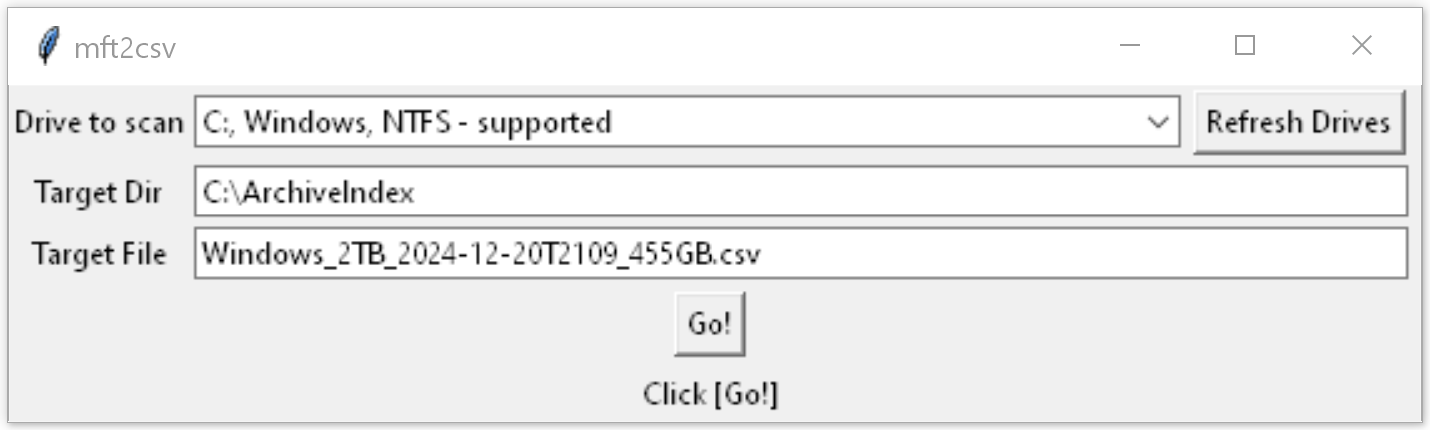 mft2csv
Drive to scan C:, Windows, NTFS - supported Refresh Drives
Target Dir C:\ArchiveIndex
Target File Windows_2TB_2024-12-20T2109_455GB.csv
Go!
Click [Go!]